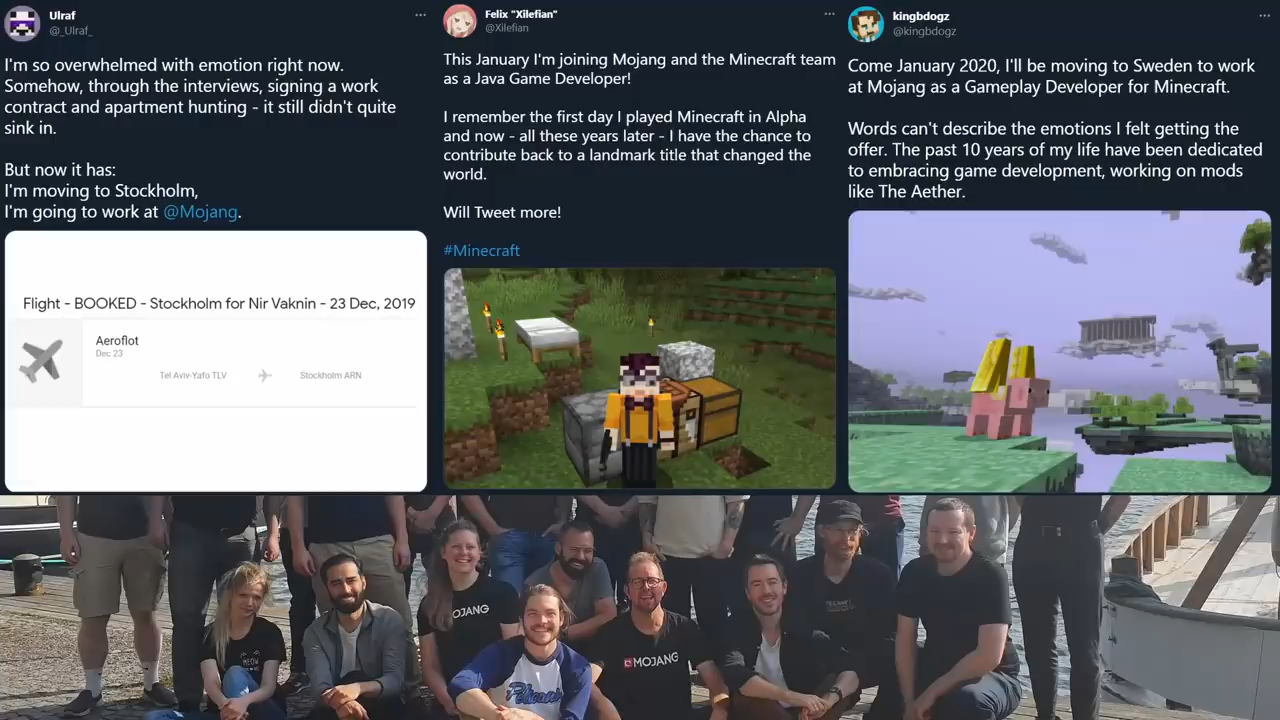 Ulraf
@_Ulraf_
I'm so overwhelmed with emotion right now.
Somehow, through the interviews, signing a work
contract and apartment hunting - it still didn't quite
sink in.
But now it has:
I'm moving to Stockholm,
I'm going to work at @Mojang.
Flight - BOOKED - Stockholm for Nir Vaknin - 23 Dec, 2019
Aeroflot
Dec 23
Tel Aviv-Yafo TLV
Stockholm ARN
Felix "Xilefian"
@Xilefian
This January I'm joining Mojang and the Minecraft team
as a Java Game Developer!
I remember the first day I played Minecraft in Alpha
and now - all these years later - I have the chance to
contribute back to a landmark title that changed the
world.
Will Tweet more!
#Minecraft
kingbdogz
@kingbdogz
Come January 2020, I'll be moving to Sweden to work
at Mojang as a Gameplay Developer for Minecraft.
Words can't describe the emotions I felt getting the
offer. The past 10 years of my life have been dedicated
to embracing game development, working on mods
like The Aether.
MOJANG
MEOW
MOJANG